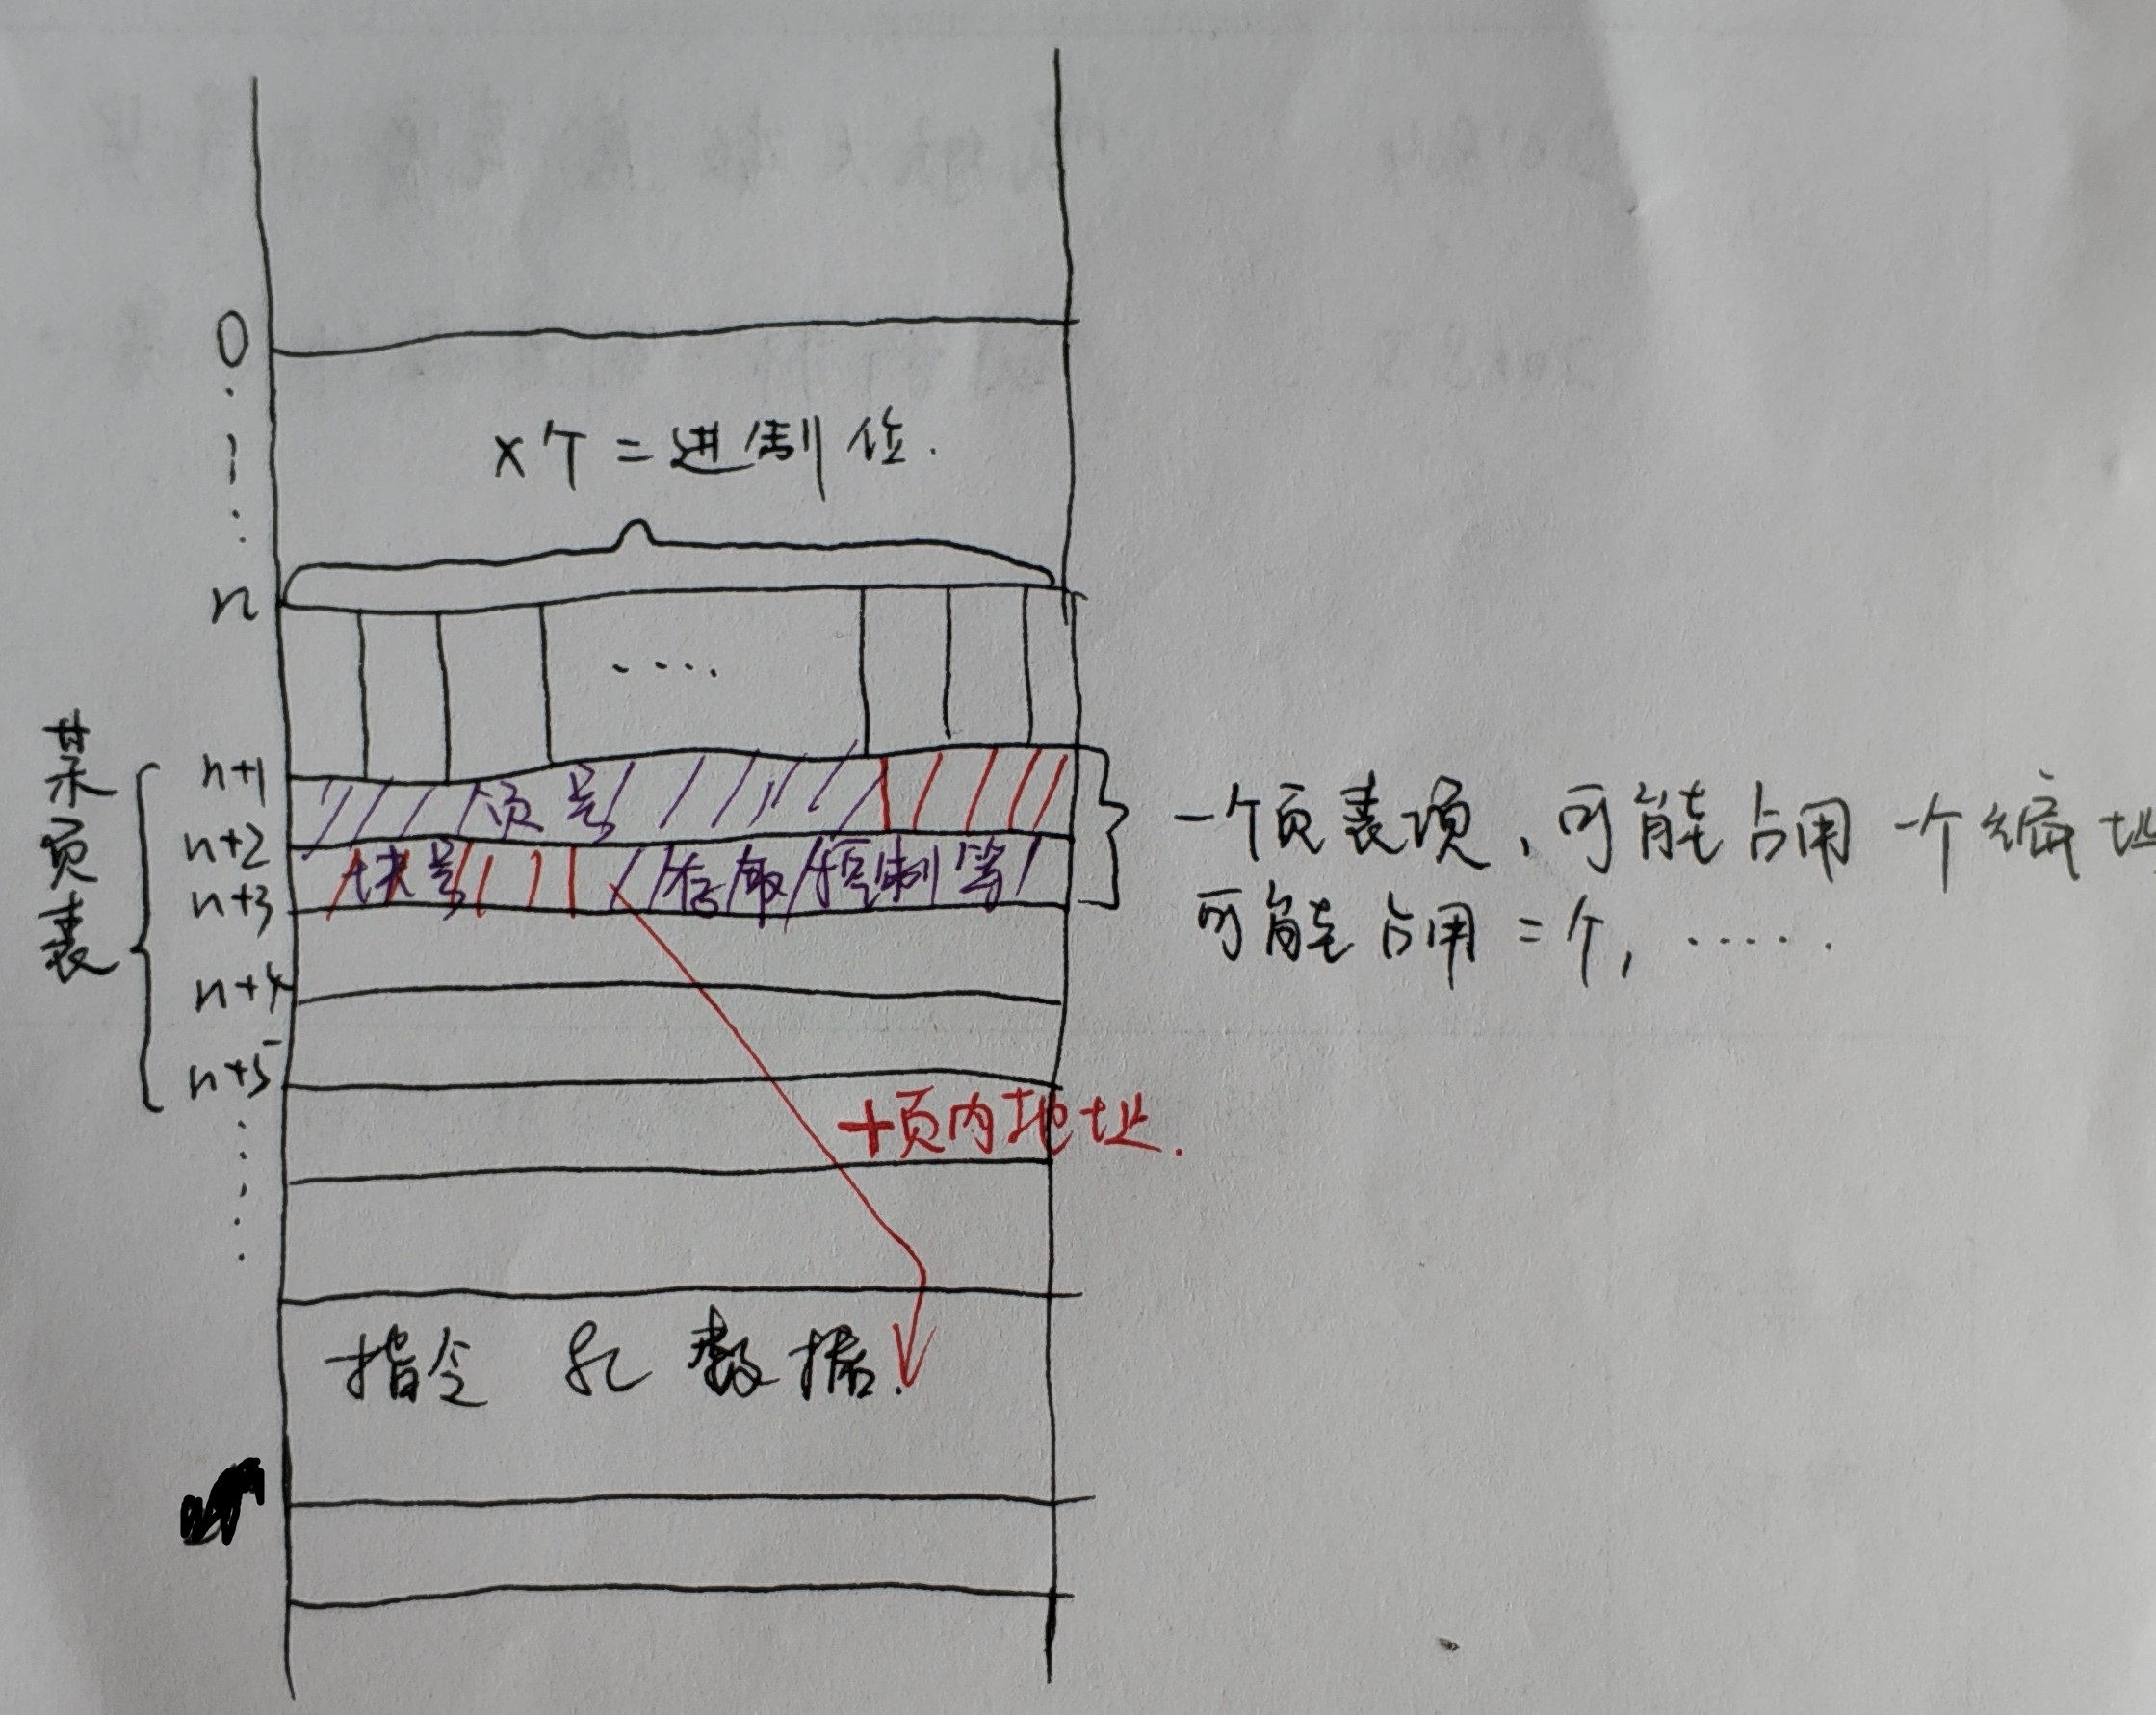 0
1
x个二进制位.
n
....
某页表
n+1
页号
n+2
块号 存取控制等
n+3
一个页表项、可能占用一个编址
可能占用二个, .....
n+4
n+5
+页内地址.
指令和数据.